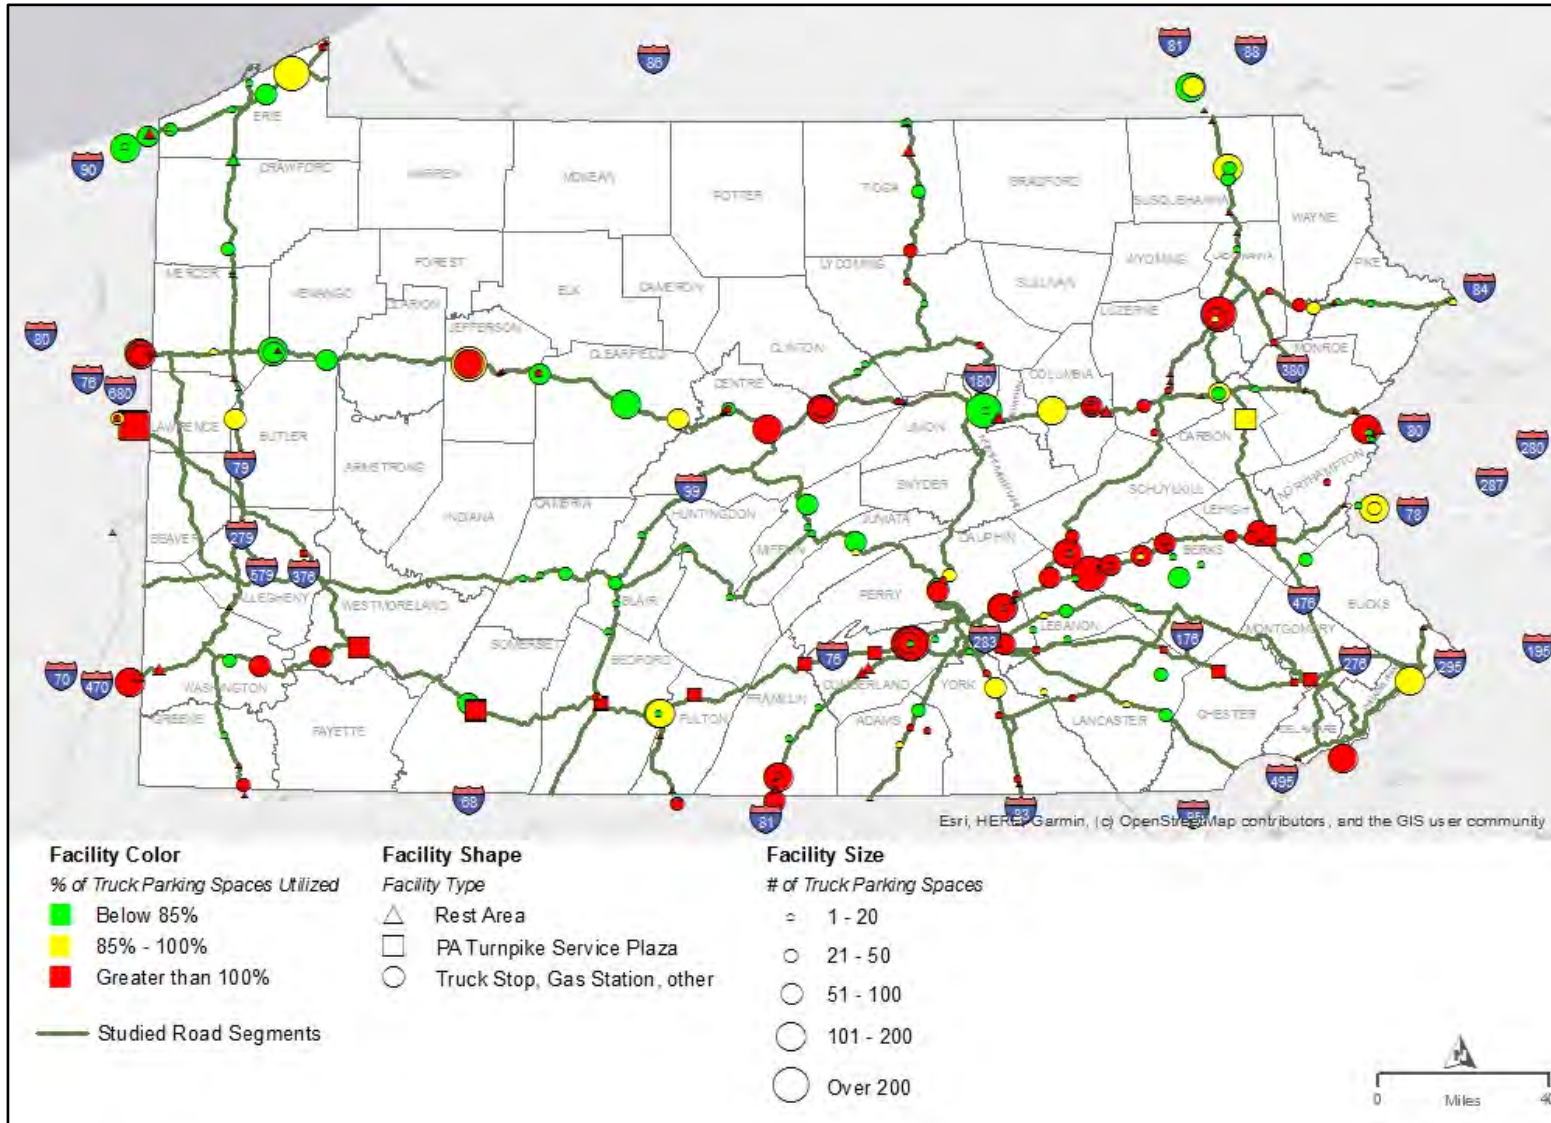 86
81
88
ERIE
90
CRAWFORD
WARREN
MCKEAN
POTTER
TIOGA
BRADFORD
SUSQUEHANNA
WAYNE
MERCER
VENANGO
FOREST
CLARION
ELK
CAMERON
LYCOMING
SULLIVAN
WYOMING
LACKAWANNA
PIKE
84
80
JEFFERSON
CLEARFIELD
CLINTON
LUZERNE
MONROE
76
680
CENTRE
180
COLUMBIA
380
LAWRENCE
BUTLER
UNION
CARBON
80
280
79
ARMSTRONG
99
SNYDER
SCHUYLKILL
NORTHAMPTON
287
INDIANA
CAMBRIA
HUNTINGDON
JUNIATA
LEHIGH
78
BEAVER
279
MIFFLIN
DAUPHIN
BERKS
579
376
ALLEGHENY
WESTMORELAND
BLAIR
PERRY
LEBANON
476
BUCKS
SOMERSET
BEDFORD
76
283
176
MONTGOMERY
276
295
195
70
470
WASHINGTON
FRANKLIN
CUMBERLAND
YORK
GREENE
FAYETTE
FULTON
ADAMS
LANCASTER
CHESTER
DELAWARE
68
81
83
495
Esri, HERE, Garmin, (c) OpenStreetMap contributors, and the GIS user community
Facility Color
% of Truck Parking Spaces Utilized
Below 85%
85% - 100%
Greater than 100%
Studied Road Segments
Facility Shape
Facility Type
Rest Area
PA Turnpike Service Plaza
Truck Stop, Gas Station, other
Facility Size
# of Truck Parking Spaces
1 - 20
21 - 50
51 - 100
101 - 200
Over 200
N
0
Miles
40